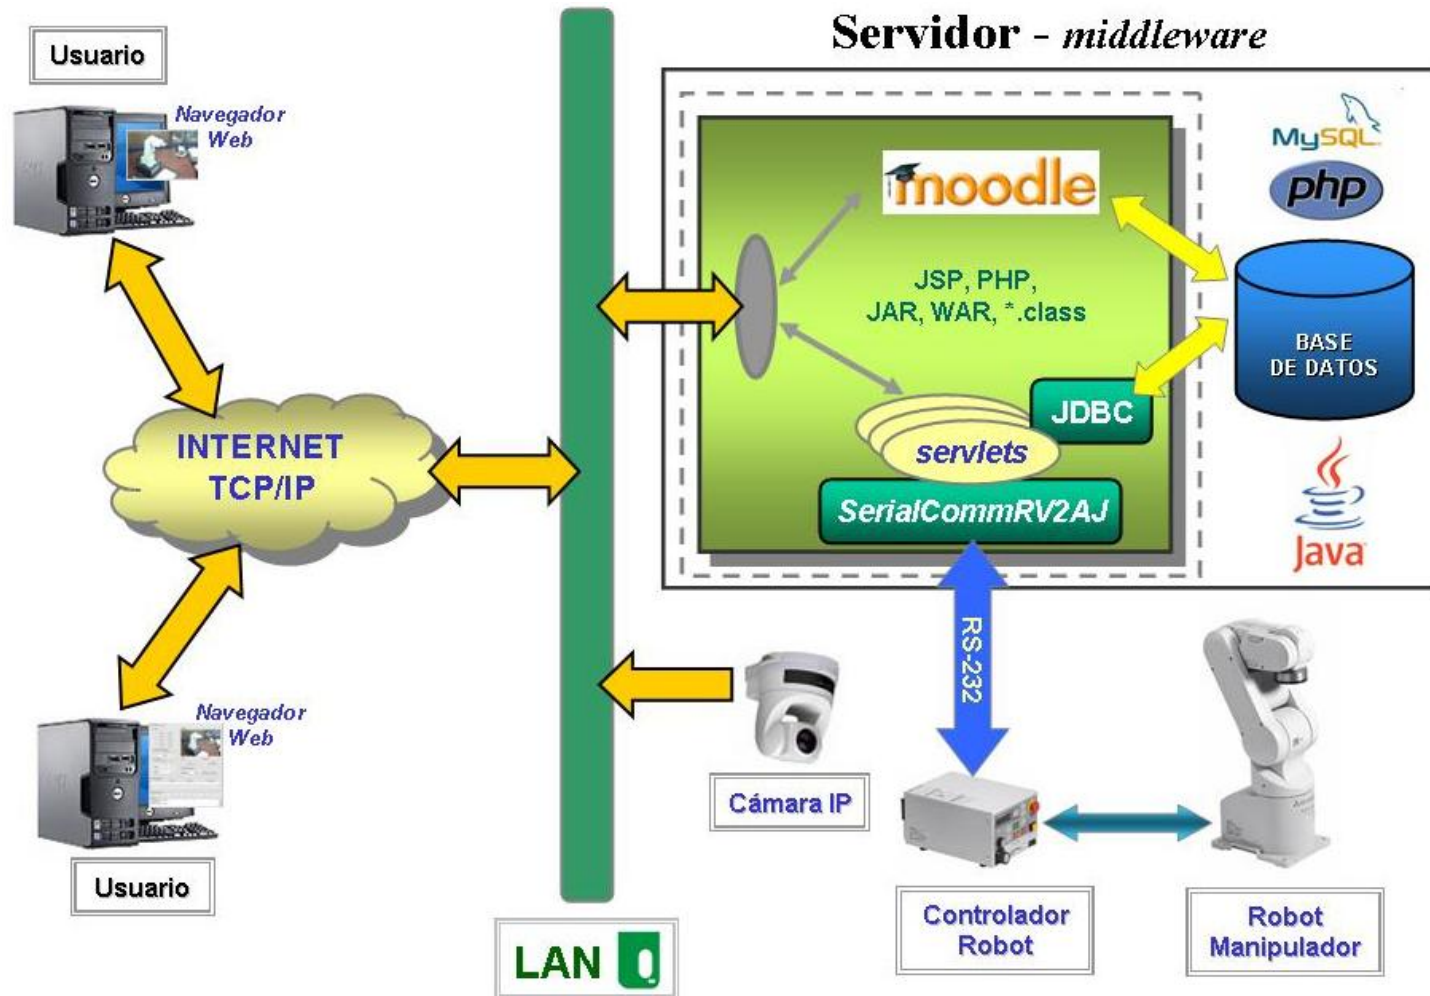 Servidor - middleware
Usuario
Navegador
Web
MySQL
php
moodle
JSP, PHP,
JAR, WAR, *.class
BASE
DE DATOS
JDBC
servlets
SerialCommRV2AJ
Java
INTERNET
TCP/IP
RS-232
Navegador
Web
Usuario
Cámara IP
Controlador
Robot
Robot
Manipulador
LAN